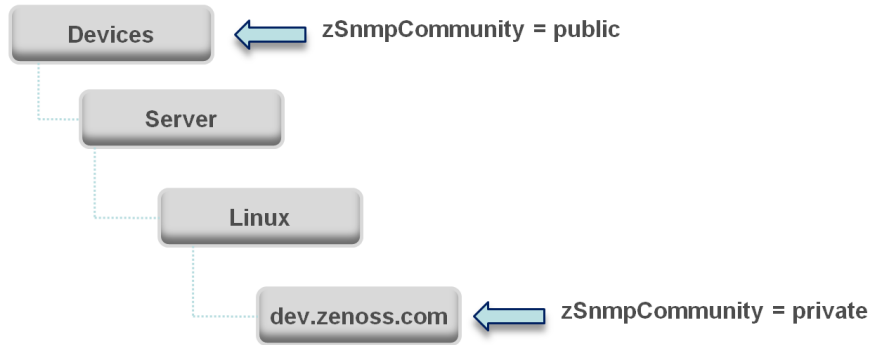 Devices
zSnmpCommunity = public
Server
Linux
dev.zenoss.com
zSnmpCommunity = private